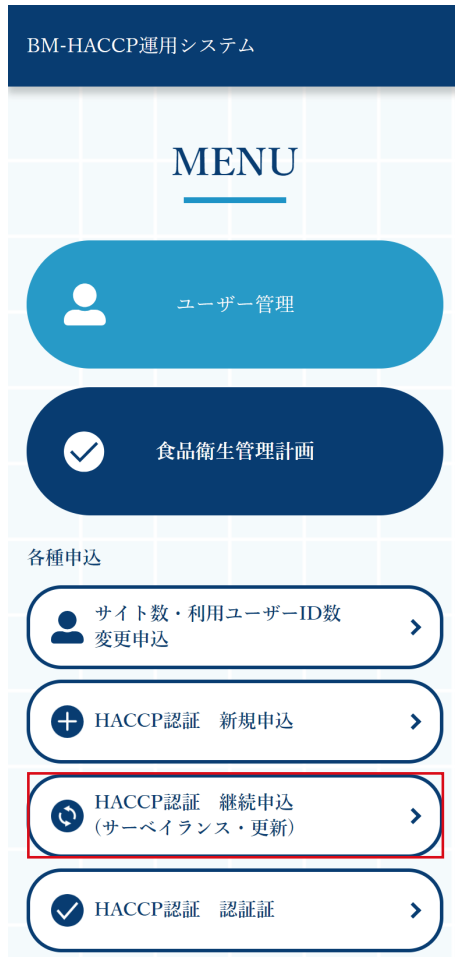 BM-HACCP運用システム
MENU
ユーザー管理
食品衛生管理計画
各種申込
サイト数・利用ユーザーID数
変更申込
HACCP認証　新規申込
HACCP認証　継続申込
(サーベイランス・更新)
HACCP認証　認証証